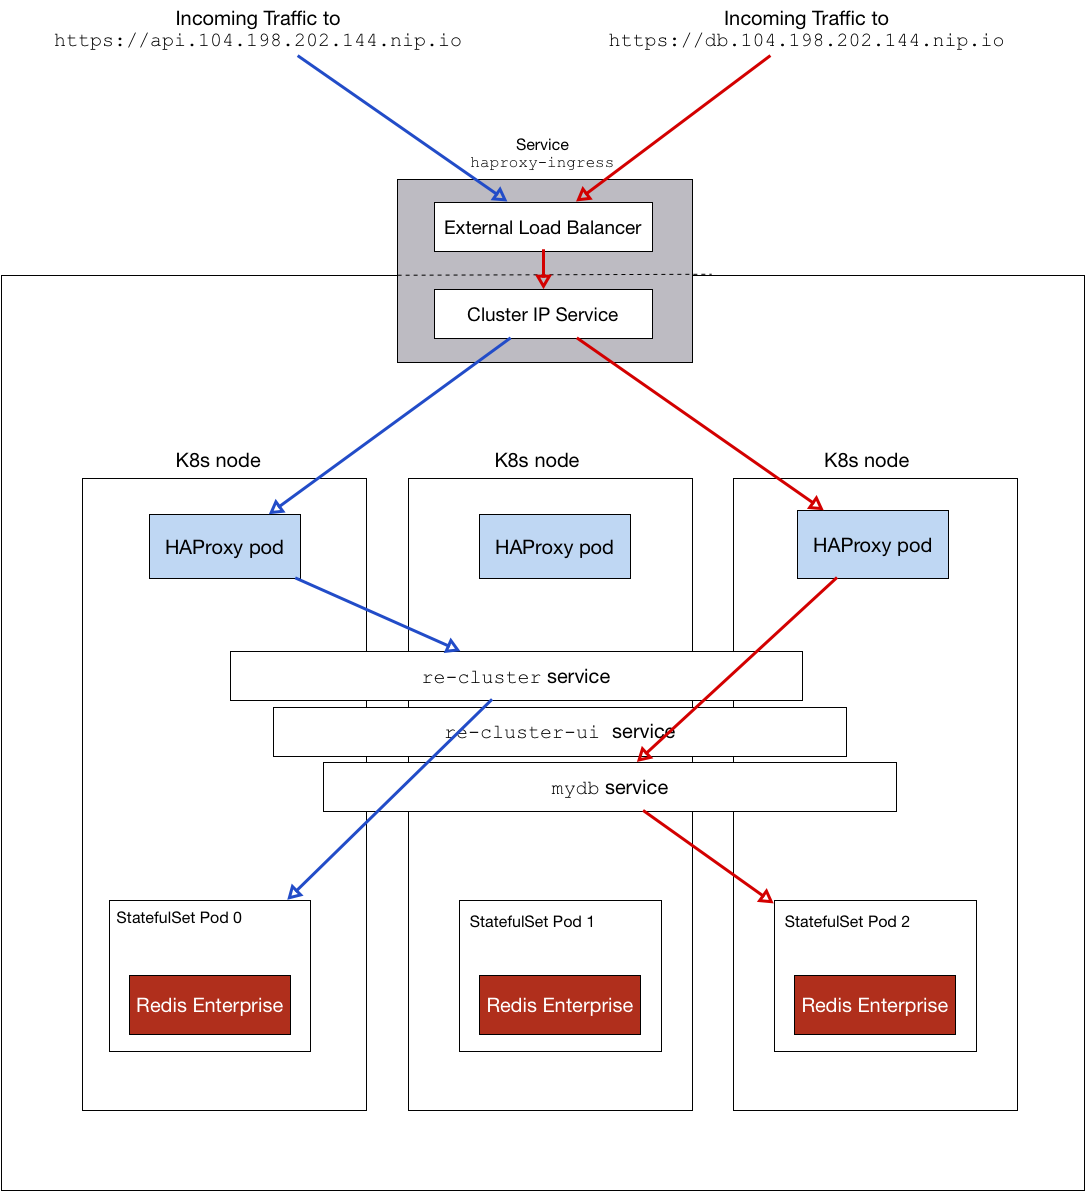 Incoming Traffic to
https://api.104.198.202.144.nip.io
Incoming Traffic to
https://db.104.198.202.144.nip.io
Service
haproxy-ingress
External Load Balancer
Cluster IP Service
K8s node
K8s node
K8s node
HAProxy pod
HAProxy pod
HAProxy pod
re-cluster service
re-cluster-ui service
mydb service
StatefulSet Pod 0
StatefulSet Pod 1
StatefulSet Pod 2
Redis Enterprise
Redis Enterprise
Redis Enterprise